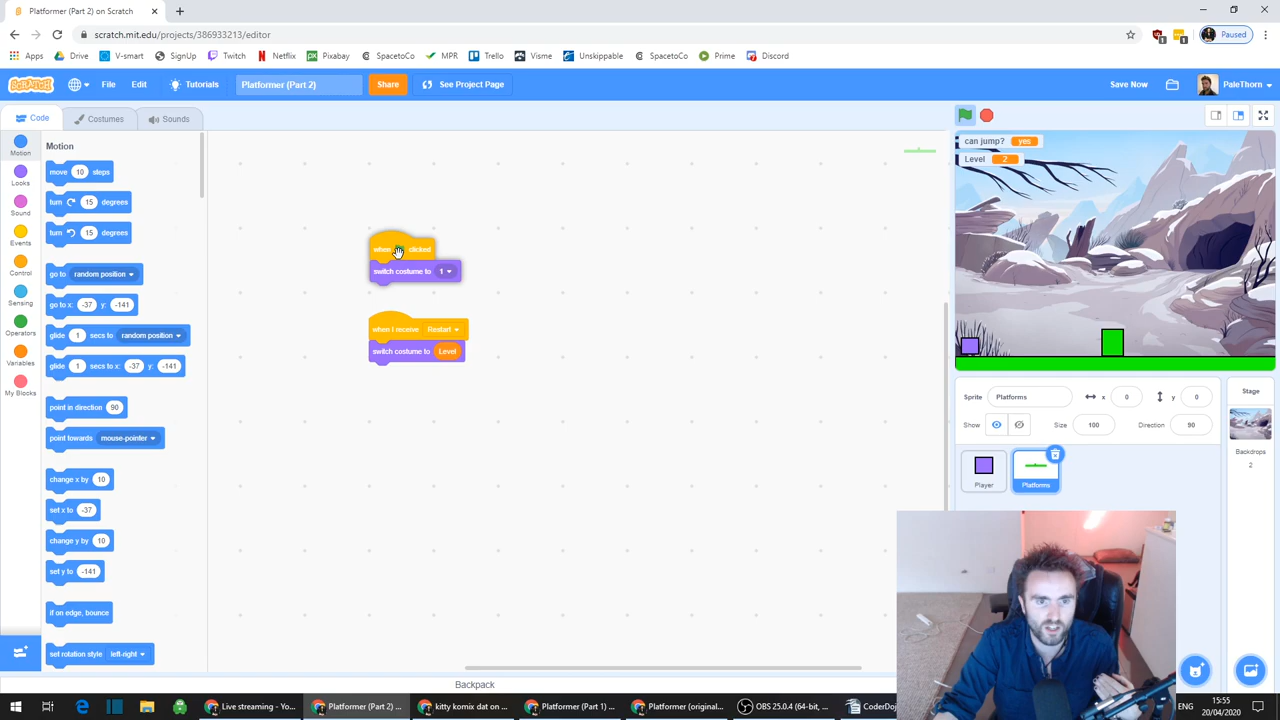 Platformer (Part 2) on Scratch
scratch.mit.edu/projects/386933213/editor
Paused
Apps Drive V-smart SignUp Twitch Netflix Pixabay SpacetoCo MPR Trello Visme Unskippable SpacetoCo Prime Discord
SCRATCH File Edit Tutorials Platformer (Part 2) Share See Project Page Save Now PaleThorn
Code Costumes Sounds
Motion
Looks
Sound
Events
Control
Sensing
Operators
Variables
My Blocks
Motion
move 10 steps
turn 15 degrees
turn 15 degrees
go to random position
go to x: -37 y: -141
glide 1 secs to random position
glide 1 secs to x: -37 y: -141
point in direction 90
point towards mouse-pointer
change x by 10
set x to -37
change y by 10
set y to -141
if on edge, bounce
set rotation style left-right
when clicked
switch costume to 1
when I receive Restart
switch costume to Level
can jump? yes
Level 2
Sprite Platforms x 0 y 0
Show Size 100 Direction 90
Player
Platforms
Stage
Backdrops
2
Backpack
Live streaming - Yo...
Platformer (Part 2) ...
kitty komix dat on ...
Platformer (Part 1) ...
Platformer (original...
OBS 25.0.4 (64-bit, ...
CoderDoj
ENG
15:55
20/04/2020